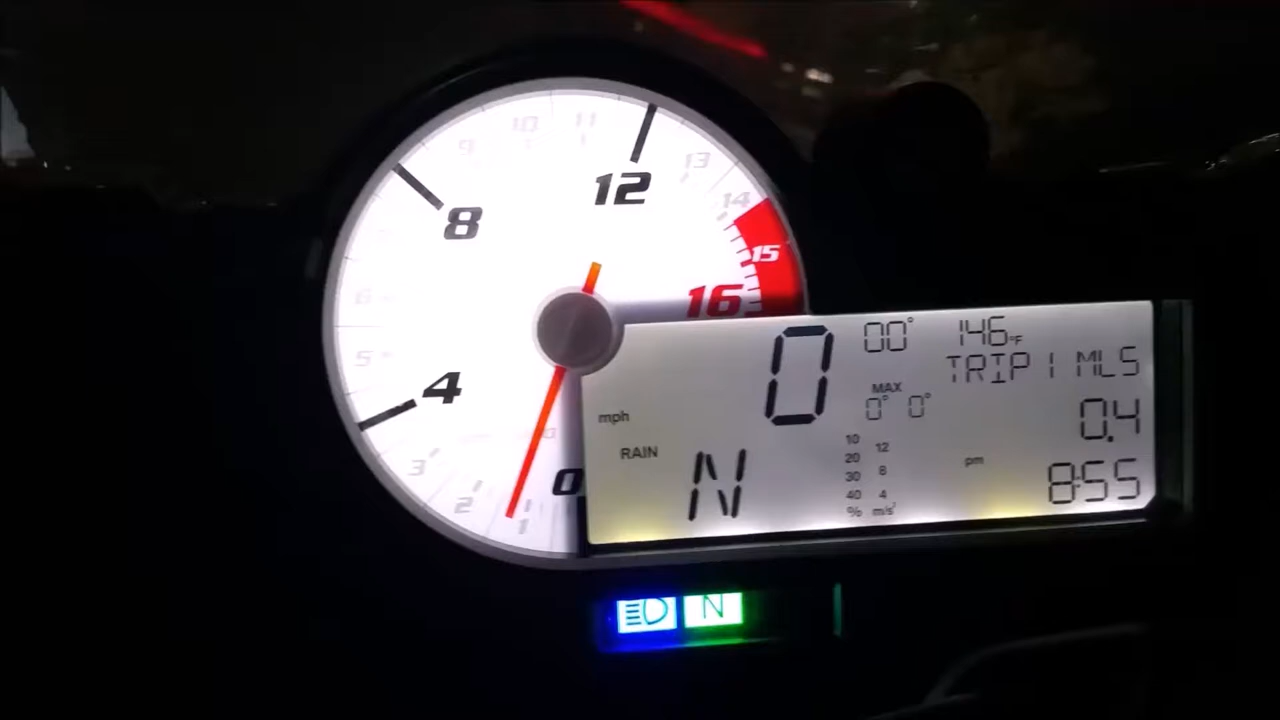 10 11
9 13
12
8 14
15
6 16
0 00° 146°F
5 TRIP 1 MLS
4 MAX
mph 0° 0° 0.4
3 RAIN 10 12
N 20 8 pm 8:55
2 0 30
40 4
1 % m/s²
N